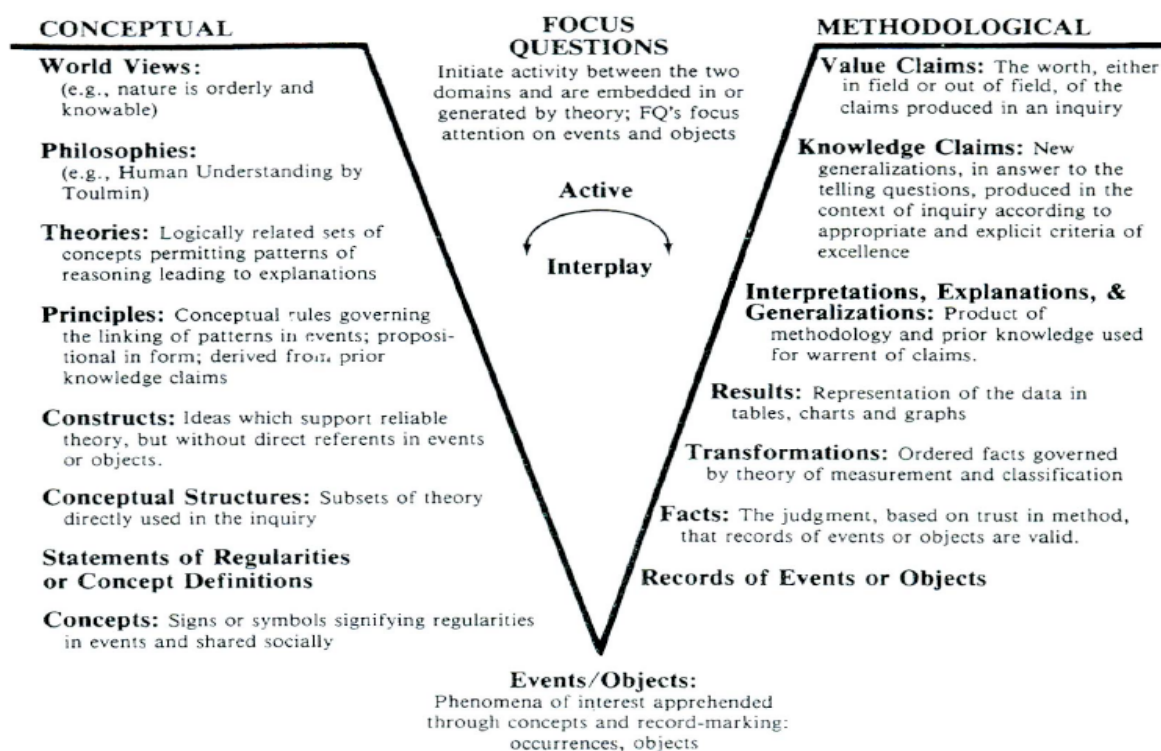 CONCEPTUAL
World Views:
(e.g., nature is orderly and
knowable)
Philosophies:
(e.g., Human Understanding by
Toulmin)
Theories: Logically related sets of
concepts permitting patterns of
reasoning leading to explanations
Principles: Conceptual rules governing
the linking of patterns in events; proposi-
tional in form; derived from prior
knowledge claims
Constructs: Ideas which support reliable
theory, but without direct referents in events
or objects.
Conceptual Structures: Subsets of theory
directly used in the inquiry
Statements of Regularities
or Concept Definitions
Concepts: Signs or symbols signifying regularities
in events and shared socially
FOCUS
QUESTIONS
Initiate activity between the two
domains and are embedded in or
generated by theory; FQ's focus
attention on events and objects
Active
Interplay
METHODOLOGICAL
Value Claims: The worth, either
in field or out of field, of
the claims produced in an inquiry
Knowledge Claims: New
generalizations, in answer to the
telling questions, produced in the
context of inquiry according to
appropriate and explicit criteria of
excellence
Interpretations, Explanations, &
Generalizations: Product of
methodology and prior knowledge used
for warrent of claims.
Results: Representation of the data in
tables, charts and graphs
Transformations: Ordered facts governed
by theory of measurement and classification
Facts: The judgment, based on trust in method,
that records of events or objects are valid.
Records of Events or Objects
Events/Objects:
Phenomena of interest apprehended
through concepts and record-marking:
occurrences, objects